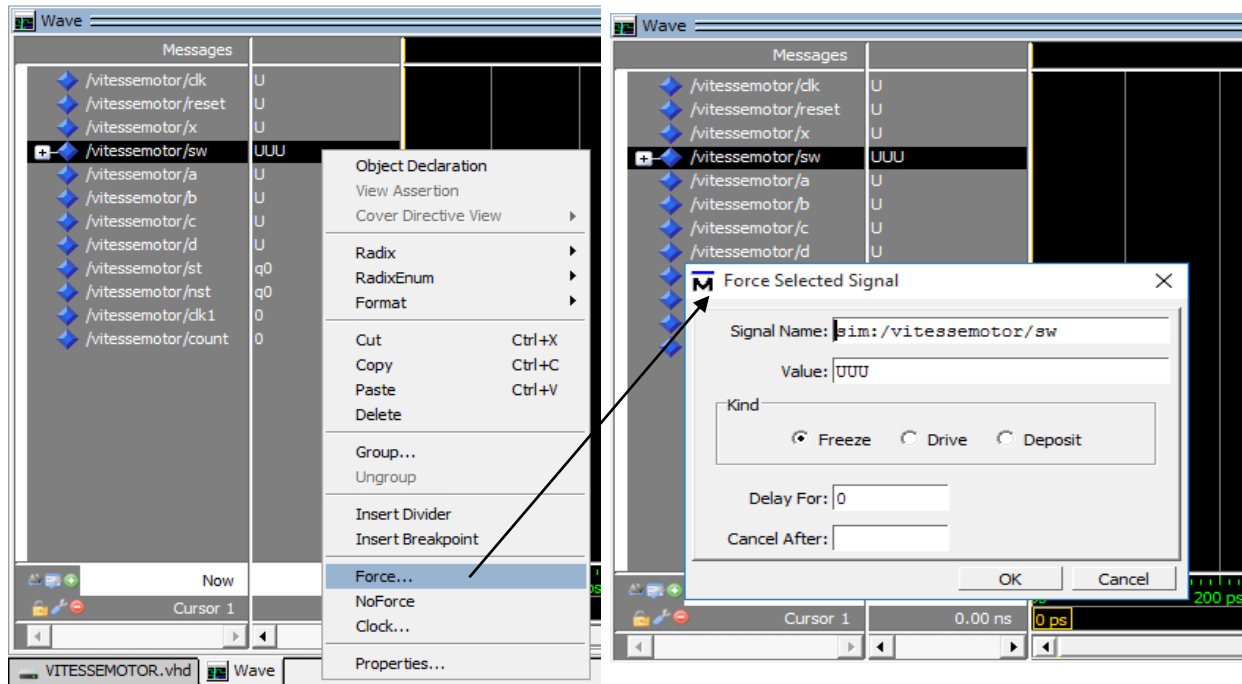 Wave
Messages
/vitessemotor/clk U
/vitessemotor/reset U
/vitessemotor/x U
/vitessemotor/sw UUU
/vitessemotor/a U
/vitessemotor/b U
/vitessemotor/c U
/vitessemotor/d U
/vitessemotor/st q0
/vitessemotor/nst q0
/vitessemotor/clk1 0
/vitessemotor/count 0
Object Declaration
View Assertion
Cover Directive View
Radix
RadixEnum
Format
Cut Ctrl+X
Copy Ctrl+C
Paste Ctrl+V
Delete
Group...
Ungroup
Insert Divider
Insert Breakpoint
Force...
NoForce
Clock...
Properties...
Now
Cursor 1
VITESSEMOTOR.vhd
Wave
Wave
Messages
/vitessemotor/clk U
/vitessemotor/reset U
/vitessemotor/x U
/vitessemotor/sw UUU
/vitessemotor/a U
/vitessemotor/b U
/vitessemotor/c U
/vitessemotor/d U
Force Selected Signal
Signal Name: sim:/vitessemotor/sw
Value: UUU
Kind
Freeze Drive Deposit
Delay For: 0
Cancel After:
OK Cancel
200 ps
Cursor 1 0.00 ns 0 ps